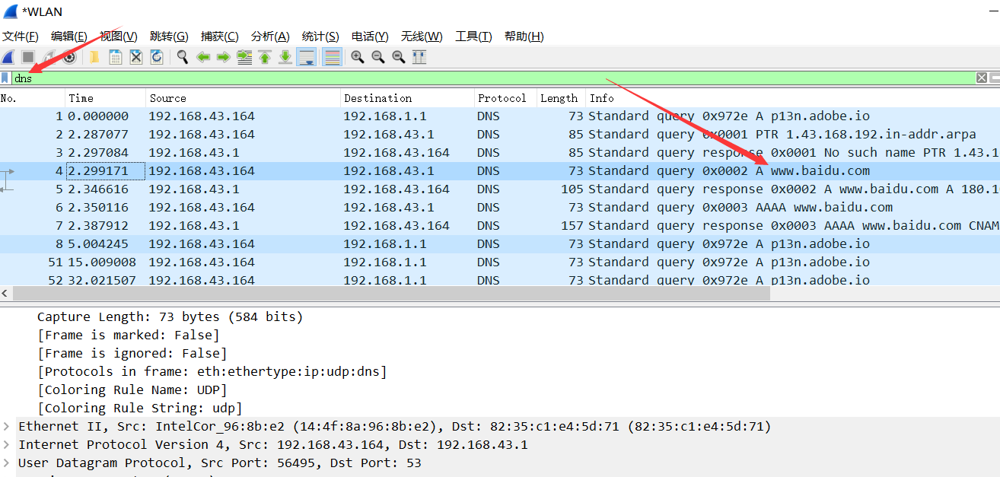 *WLAN
文件(F) 编辑(E) 视图(V) 跳转(G) 捕获(C) 分析(A) 统计(S) 电话(Y) 无线(W) 工具(T) 帮助(H)
dns
No. Time Source Destination Protocol Length Info
1 0.000000 192.168.43.164 192.168.1.1 DNS 73 Standard query 0x972e A p13n.adobe.io
2 2.287077 192.168.43.164 192.168.43.1 DNS 85 Standard query 0x0001 PTR 1.43.168.192.in-addr.arpa
3 2.297084 192.168.43.1 192.168.43.164 DNS 85 Standard query response 0x0001 No such name PTR 1.43.1
4 2.299171 192.168.43.164 192.168.43.1 DNS 73 Standard query 0x0002 A www.baidu.com
5 2.346616 192.168.43.1 192.168.43.164 DNS 105 Standard query response 0x0002 A www.baidu.com A 180.1
6 2.350116 192.168.43.164 192.168.43.1 DNS 73 Standard query 0x0003 AAAA www.baidu.com
7 2.387912 192.168.43.1 192.168.43.164 DNS 157 Standard query response 0x0003 AAAA www.baidu.com CNAM
8 5.004245 192.168.43.164 192.168.1.1 DNS 73 Standard query 0x972e A p13n.adobe.io
51 15.009008 192.168.43.164 192.168.1.1 DNS 73 Standard query 0x972e A p13n.adobe.io
52 32.021507 192.168.43.164 192.168.1.1 DNS 73 Standard query 0x972e A p13n.adobe.io
Capture Length: 73 bytes (584 bits)
[Frame is marked: False]
[Frame is ignored: False]
[Protocols in frame: eth:ethertype:ip:udp:dns]
[Coloring Rule Name: UDP]
[Coloring Rule String: udp]
Ethernet II, Src: IntelCor_96:8b:e2 (14:4f:8a:96:8b:e2), Dst: 82:35:c1:e4:5d:71 (82:35:c1:e4:5d:71)
Internet Protocol Version 4, Src: 192.168.43.164, Dst: 192.168.43.1
User Datagram Protocol, Src Port: 56495, Dst Port: 53